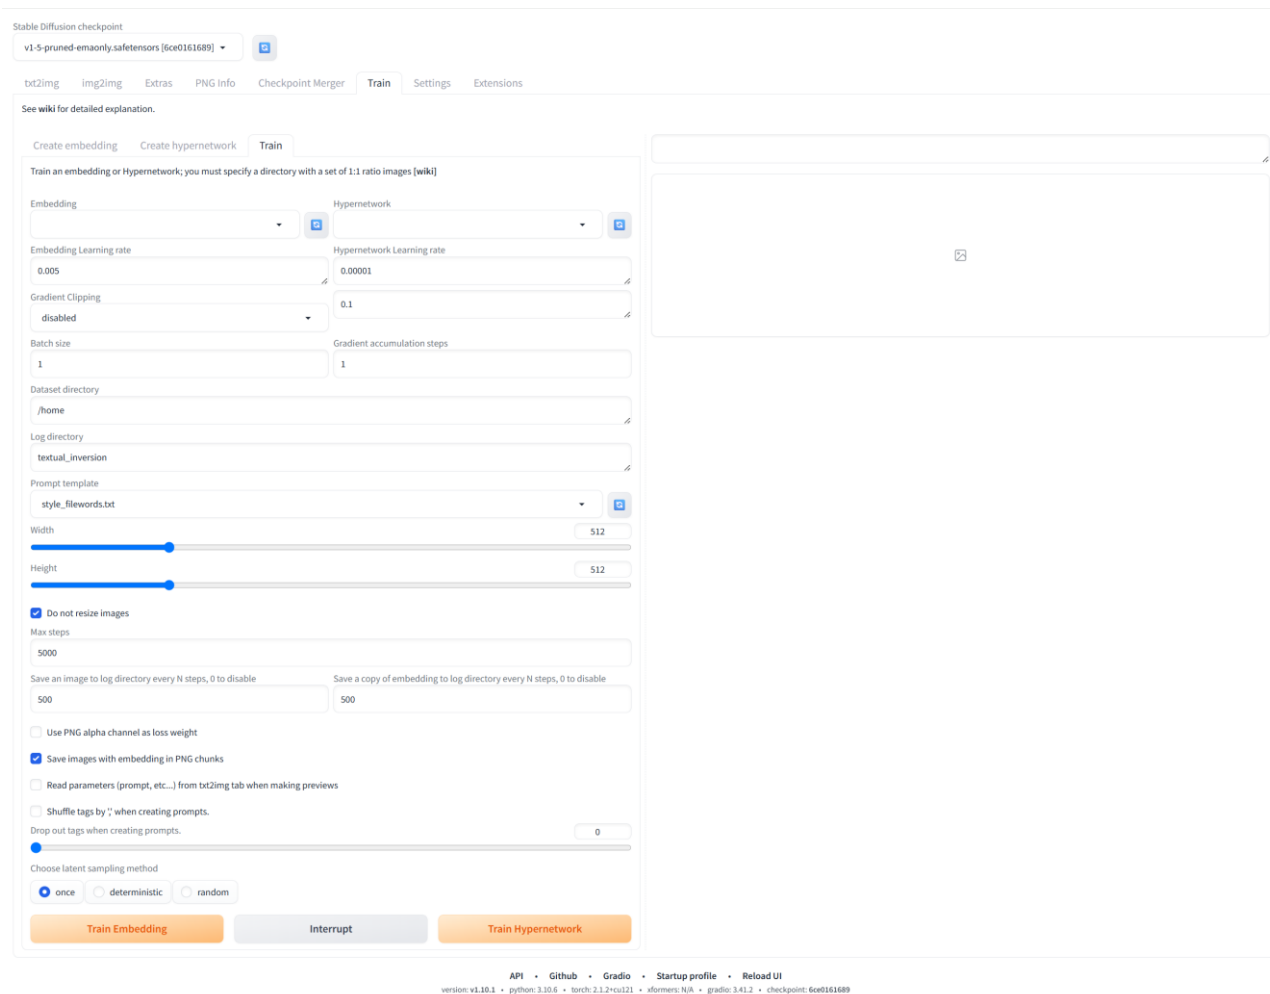 Stable Diffusion checkpoint
v1-5-pruned-emaonly.safetensors [6ce0161689]
txt2img img2img Extras PNG Info Checkpoint Merger Train Settings Extensions
See wiki for detailed explanation.
Create embedding Create hypernetwork Train
Train an embedding or Hypernetwork; you must specify a directory with a set of 1:1 ratio images [wiki]
Embedding Hypernetwork
Embedding Learning rate Hypernetwork Learning rate
0.005 0.00001
Gradient Clipping
disabled 0.1
Batch size Gradient accumulation steps
1 1
Dataset directory
/home
Log directory
textual_inversion
Prompt template
style_filewords.txt
Width 512
Height 512
Do not resize images
Max steps
5000
Save an image to log directory every N steps, 0 to disable Save a copy of embedding to log directory every N steps, 0 to disable
500 500
Use PNG alpha channel as loss weight
Save images with embedding in PNG chunks
Read parameters (prompt, etc...) from txt2img tab when making previews
Shuffle tags by ',' when creating prompts.
Drop out tags when creating prompts. 0
Choose latent sampling method
once deterministic random
Train Embedding Interrupt Train Hypernetwork
API • Github • Gradio • Startup profile • Reload UI
version: v1.10.1 • python: 3.10.6 • torch: 2.1.2+cu121 • xformers: N/A • gradio: 3.41.2 • checkpoint: 6ce0161689